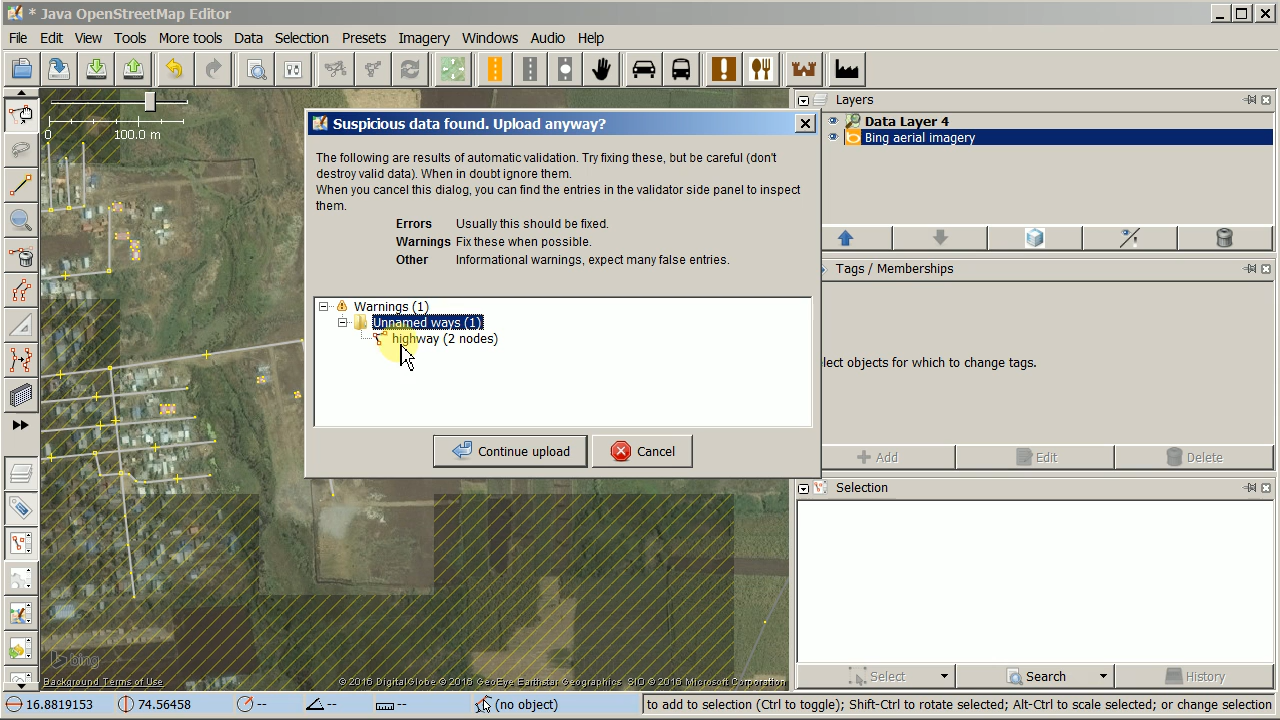 * Java OpenStreetMap Editor
File Edit View Tools More tools Data Selection Presets Imagery Windows Audio Help
0 100.0 m
Suspicious data found. Upload anyway?
The following are results of automatic validation. Try fixing these, but be careful (don't
destroy valid data). When in doubt ignore them.
When you cancel this dialog, you can find the entries in the validator side panel to inspect
them.
Errors Usually this should be fixed.
Warnings Fix these when possible.
Other Informational warnings, expect many false entries.
Warnings (1)
Unnamed ways (1)
highway (2 nodes)
Continue upload Cancel
Layers
Data Layer 4
Bing aerial imagery
Tags / Memberships
lect objects for which to change tags.
Add Edit Delete
Selection
Select Search History
bing
Background Terms of Use
© 2016 DigitalGlobe © 2016 GeoEye Earthstar Geographics SIO © 2016 Microsoft Corporation
16.8819153 74.56458 -- -- -- (no object) to add to selection (Ctrl to toggle); Shift-Ctrl to rotate selected; Alt-Ctrl to scale selected; or change selection